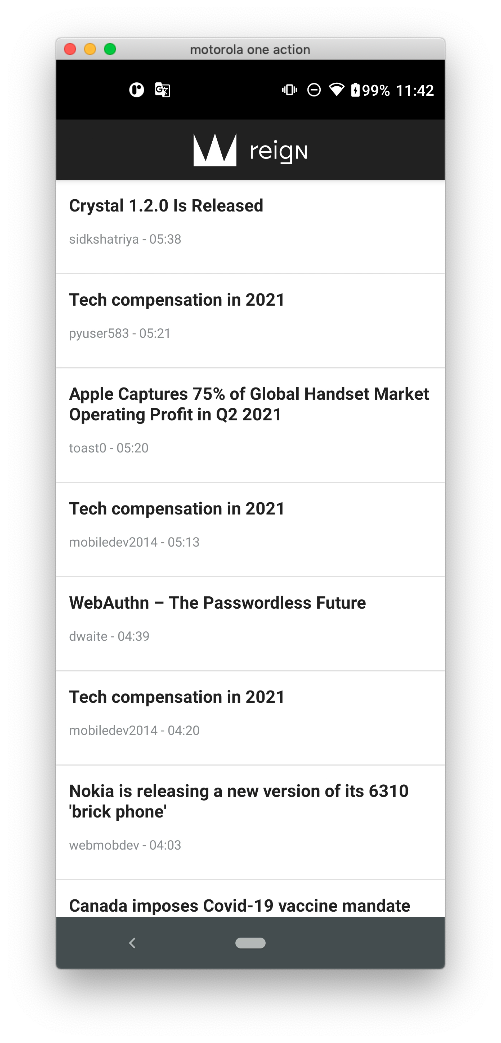 motorola one action
99% 11:42
reign
Crystal 1.2.0 Is Released
sidkshatriya - 05:38
Tech compensation in 2021
pyuser583 - 05:21
Apple Captures 75% of Global Handset Market
Operating Profit in Q2 2021
toast0 - 05:20
Tech compensation in 2021
mobiledev2014 - 05:13
WebAuthn – The Passwordless Future
dwaite - 04:39
Tech compensation in 2021
mobiledev2014 - 04:20
Nokia is releasing a new version of its 6310
'brick phone'
webmobdev - 04:03
Canada imposes Covid-19 vaccine mandate